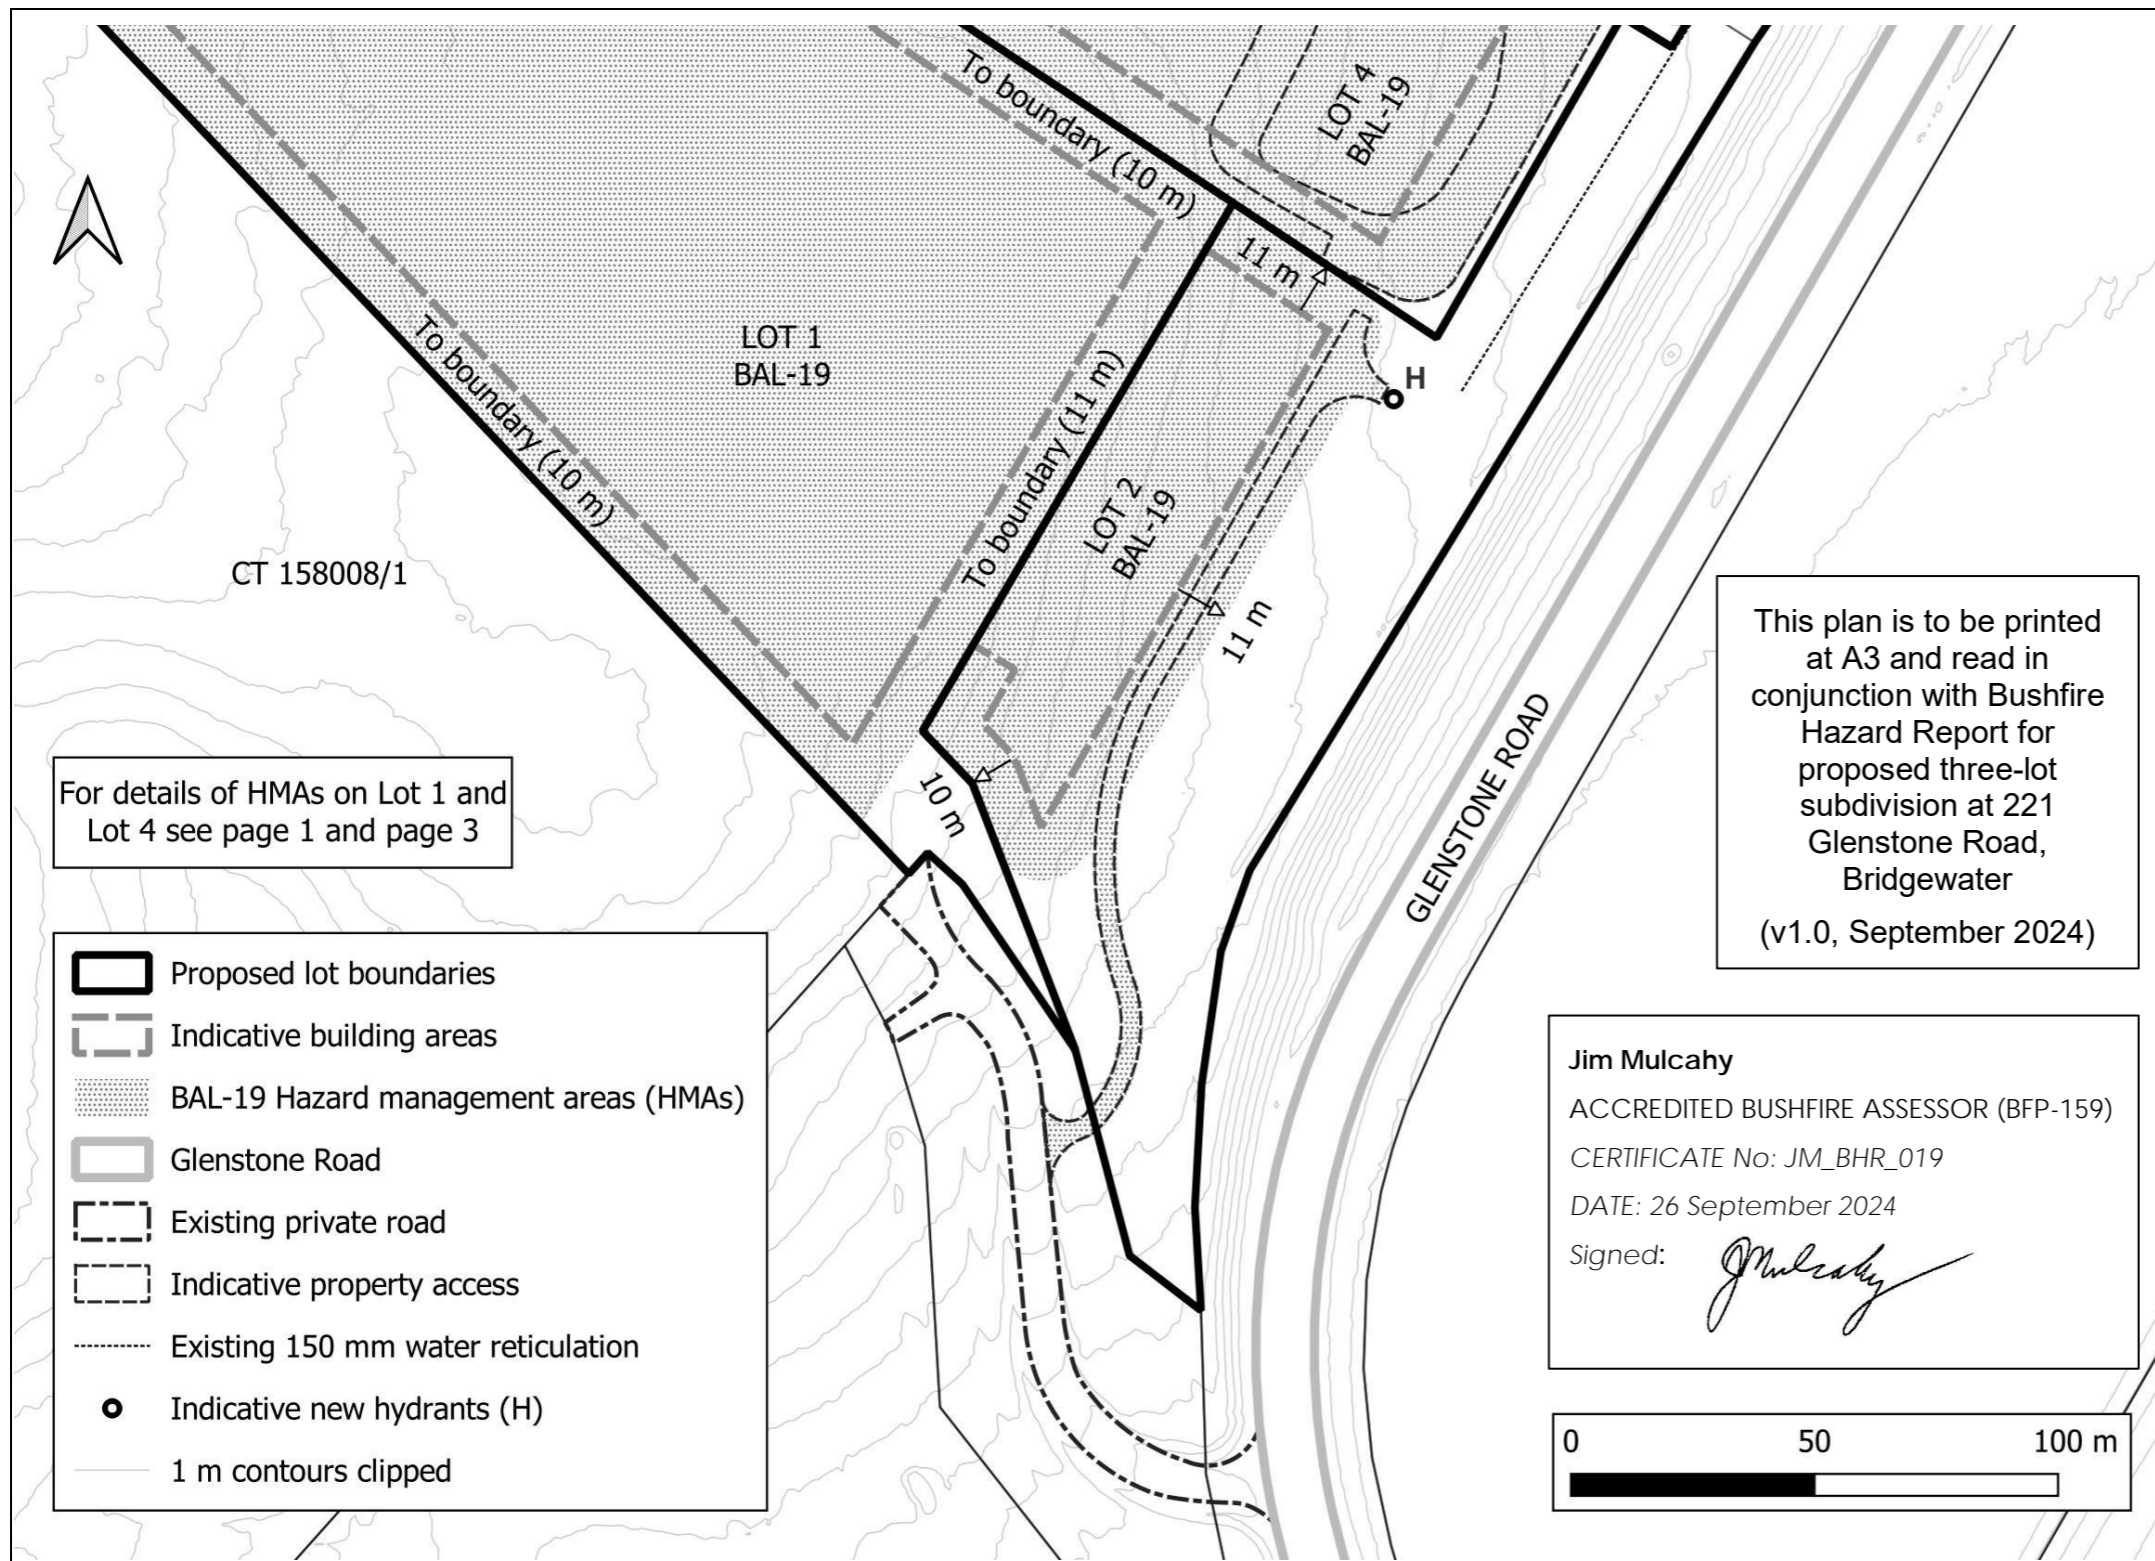 To boundary (10 m)
LOT 4
BAL-19
11 m
LOT 1
BAL-19
To boundary (10 m)
To boundary (11 m)
H
LOT 2
BAL-19
11 m
CT 158008/1
10 m
GLENSTONE ROAD
For details of HMAs on Lot 1 and
Lot 4 see page 1 and page 3
This plan is to be printed
at A3 and read in
conjunction with Bushfire
Hazard Report for
proposed three-lot
subdivision at 221
Glenstone Road,
Bridgewater
(v1.0, September 2024)
Proposed lot boundaries
Indicative building areas
BAL-19 Hazard management areas (HMAs)
Glenstone Road
Existing private road
Indicative property access
Existing 150 mm water reticulation
Indicative new hydrants (H)
1 m contours clipped
Jim Mulcahy
ACCREDITED BUSHFIRE ASSESSOR (BFP-159)
CERTIFICATE No: JM_BHR_019
DATE: 26 September 2024
Signed: JMulcahy
0 50 100 m